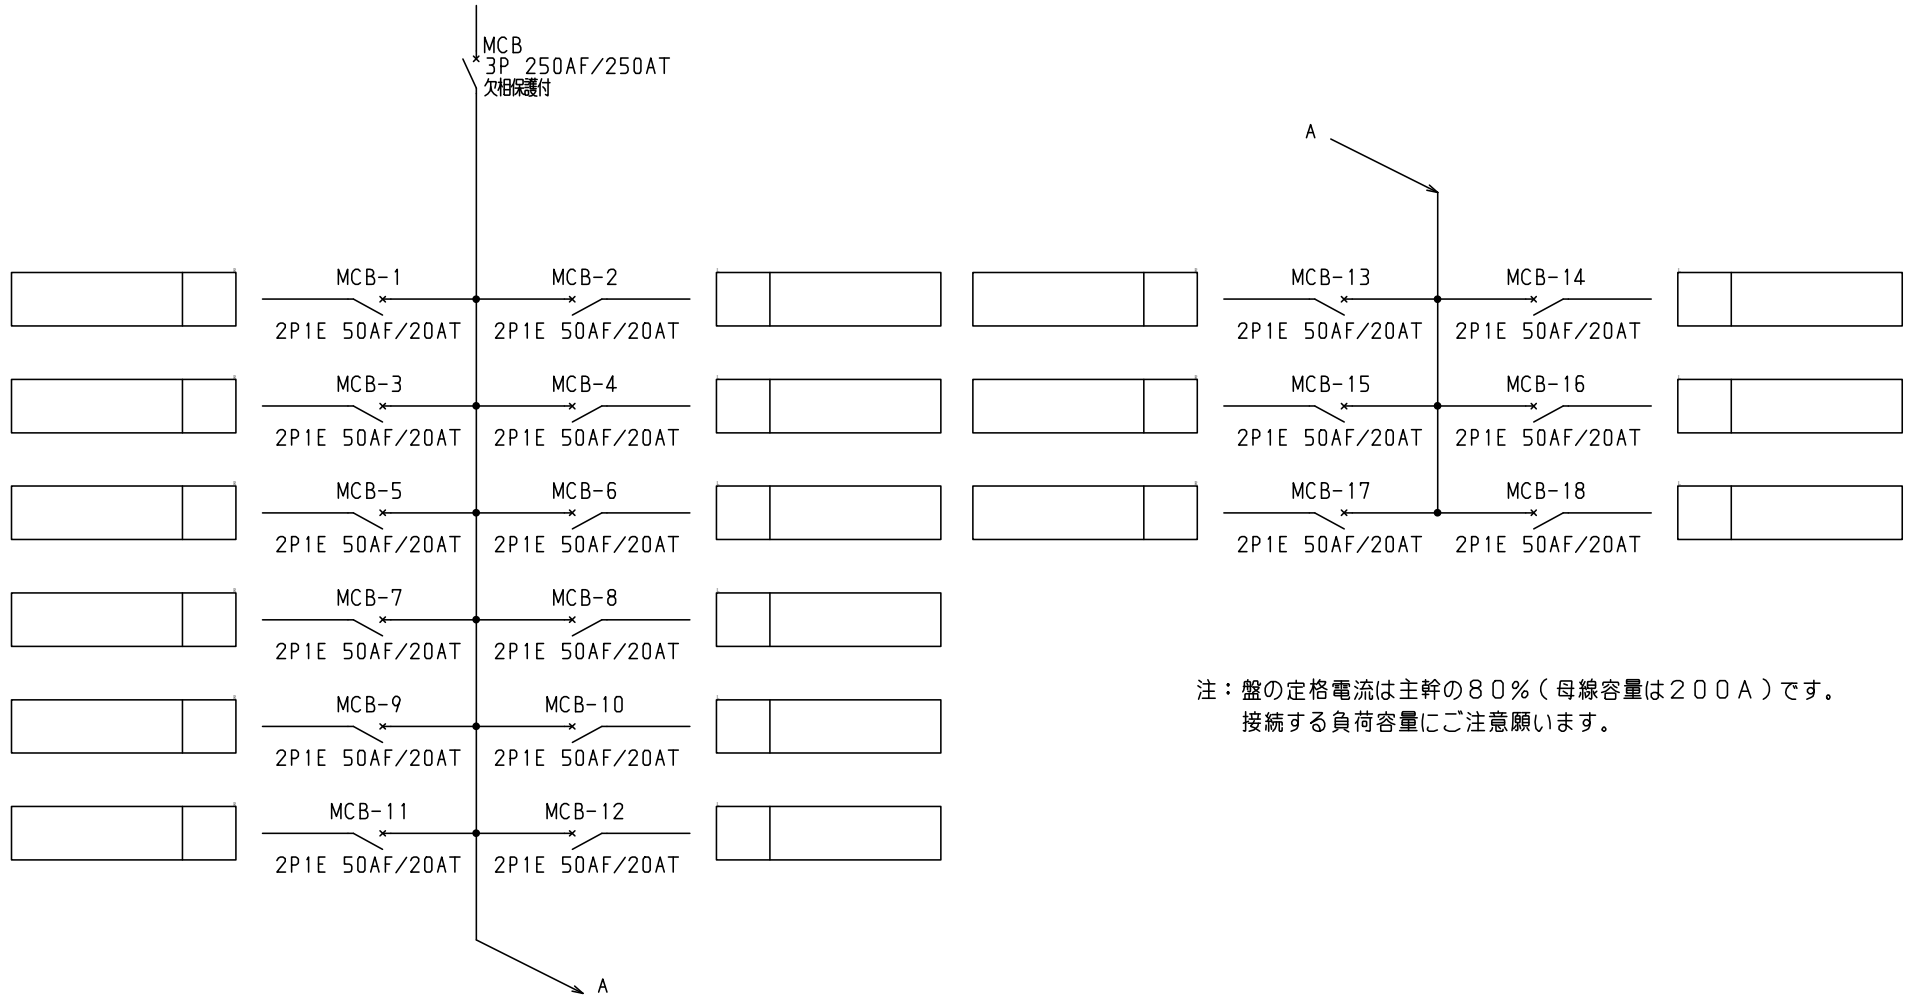 MCB
3P 250AF/250AT
欠相保護付
MCB-1 MCB-2
2P1E 50AF/20AT 2P1E 50AF/20AT
MCB-3 MCB-4
2P1E 50AF/20AT 2P1E 50AF/20AT
MCB-5 MCB-6
2P1E 50AF/20AT 2P1E 50AF/20AT
MCB-7 MCB-8
2P1E 50AF/20AT 2P1E 50AF/20AT
MCB-9 MCB-10
2P1E 50AF/20AT 2P1E 50AF/20AT
MCB-11 MCB-12
2P1E 50AF/20AT 2P1E 50AF/20AT
A
A
MCB-13 MCB-14
2P1E 50AF/20AT 2P1E 50AF/20AT
MCB-15 MCB-16
2P1E 50AF/20AT 2P1E 50AF/20AT
MCB-17 MCB-18
2P1E 50AF/20AT 2P1E 50AF/20AT
注：盤の定格電流は主幹の８０％（母線容量は２００Ａ）です。
接続する負荷容量にご注意願います。